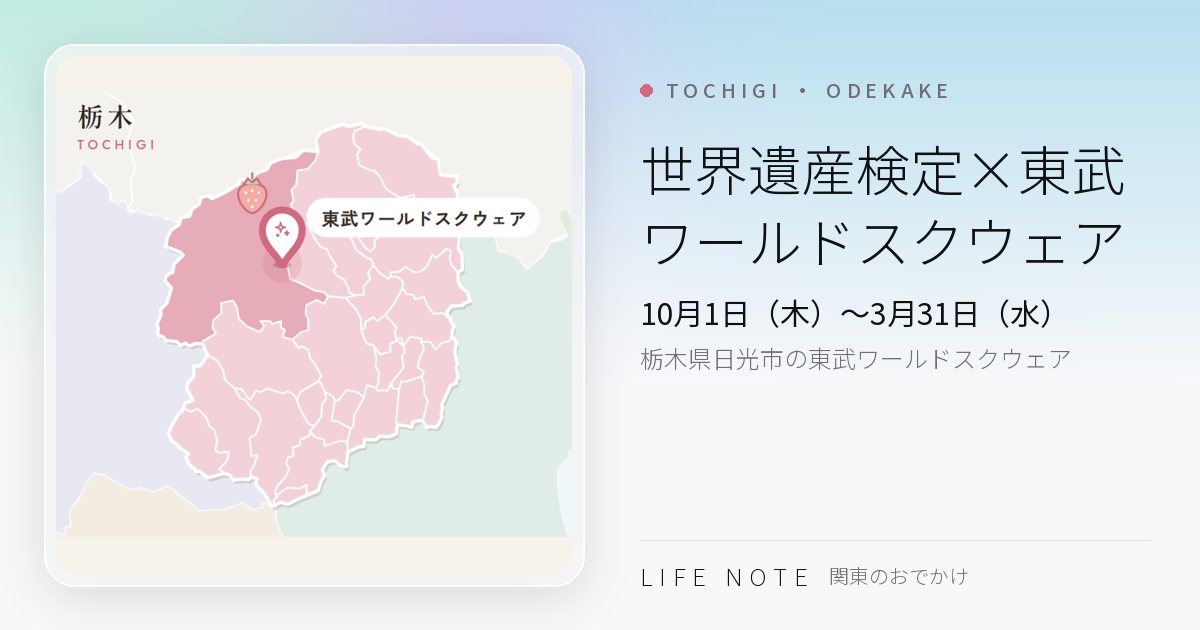 栃木
TOCHIGI
東武ワールドスクウェア
TOCHIGI ・ ODEKAKE
世界遺産検定×東武
ワールドスクウェア
10月1日（木）〜3月31日（水）
栃木県日光市の東武ワールドスクウェア
LIFE NOTE 関東のおでかけ